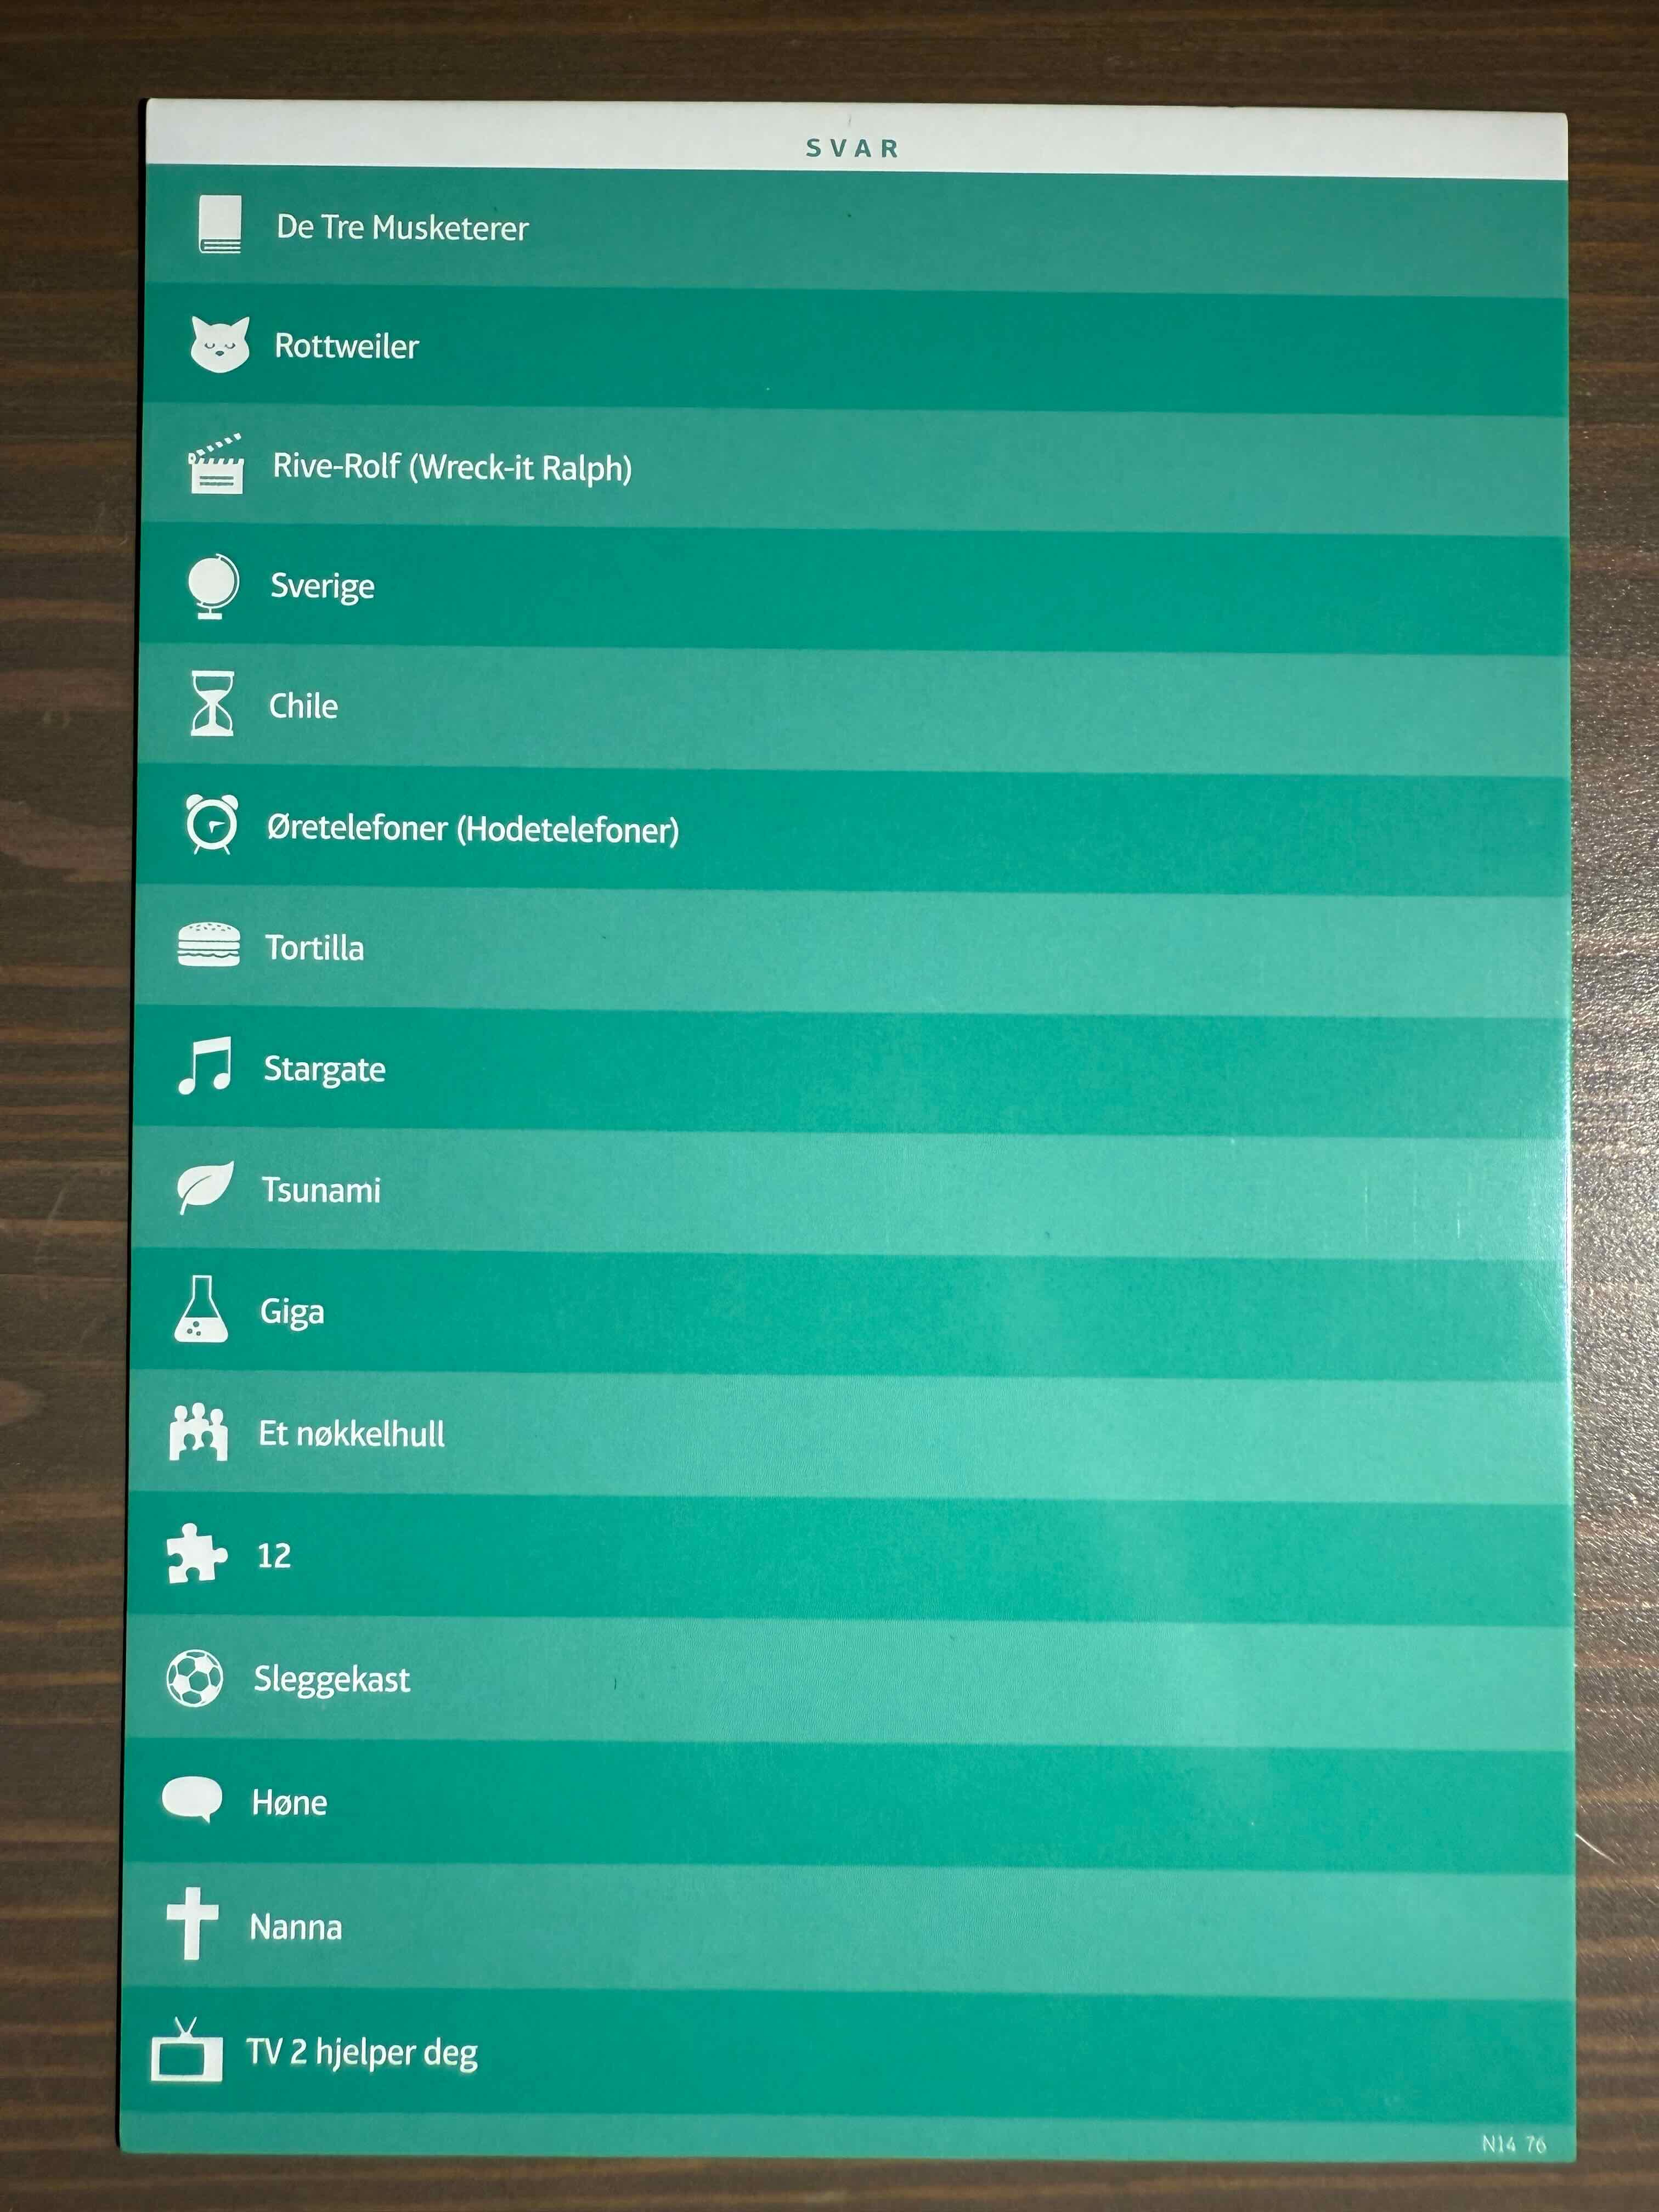 SVAR
De Tre Musketerer
Rottweiler
Rive-Rolf (Wreck-it Ralph)
Sverige
Chile
Øretelefoner (Hodetelefoner)
Tortilla
Stargate
Tsunami
Giga
Et nøkkelhull
12
Sleggekast
Høne
Nanna
TV 2 hjelper deg
N14 76